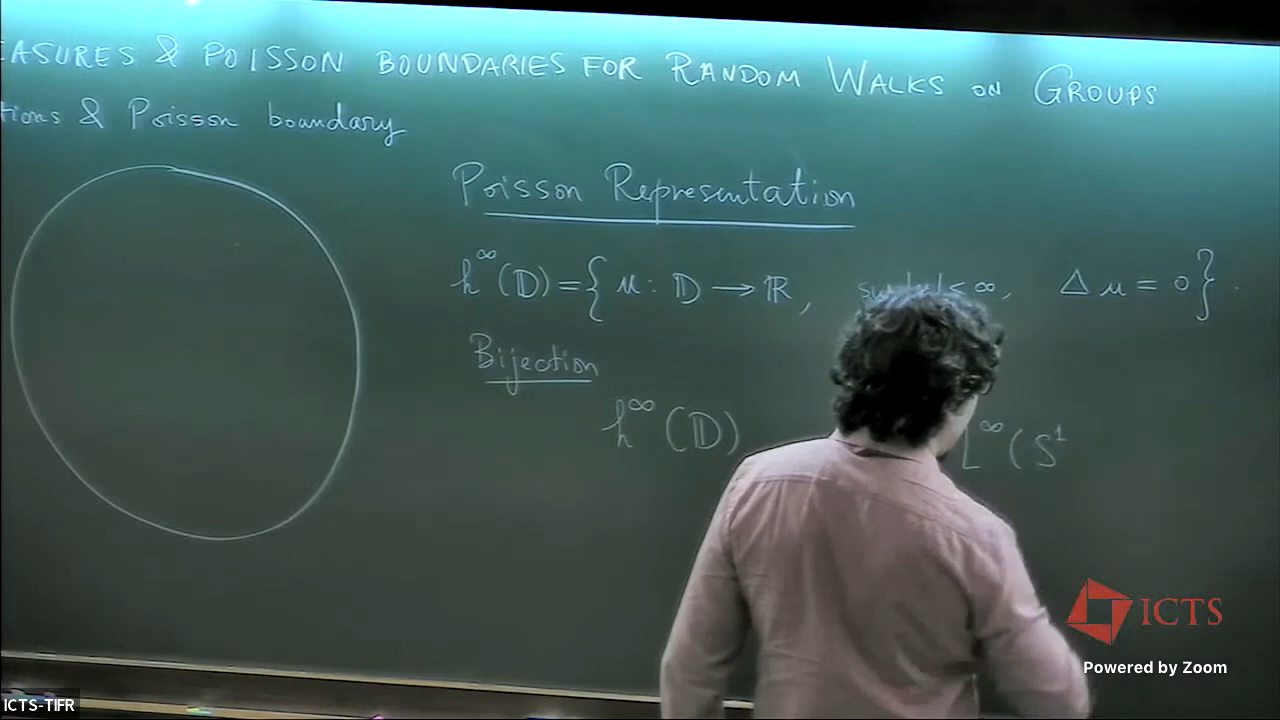 EASURES & POISSON BOUNDARIES FOR RANDOM WALKS ON GROUPS
tions & Poisson boundary
Poisson Representation
h^∞(𝔻) = { u : 𝔻 → ℝ, < ∞, Δu = 0 }.
Bijection
h^∞(𝔻) L^∞(S^1
ICTS
Powered by Zoom
ICTS-TIFR